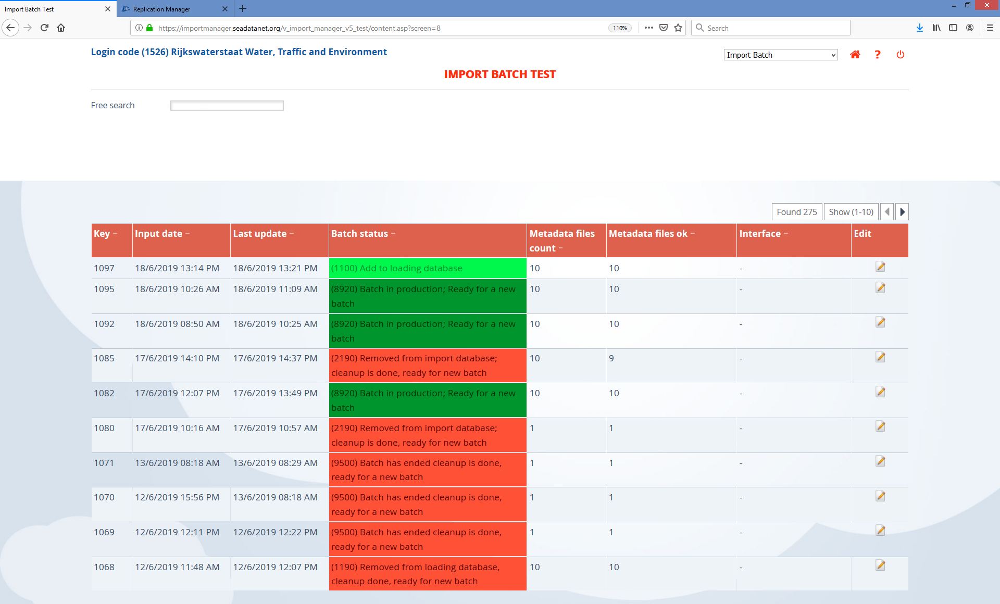 Import Batch Test
Replication Manager
https://importmanager.seadatanet.org/v_import_manager_v5_test/content.asp?screen=8
110%
Search
Login code (1526) Rijkswaterstaat Water, Traffic and Environment
Import Batch
?
IMPORT BATCH TEST
Free search
Found 275
Show (1-10)
Key – Input date – Last update – Batch status – Metadata files count – Metadata files ok – Interface – Edit
1097 18/6/2019 13:14 PM 18/6/2019 13:21 PM (1100) Add to loading database 10 10 -
1095 18/6/2019 10:26 AM 18/6/2019 11:09 AM (8920) Batch in production; Ready for a new 10 10 -
batch
1092 18/6/2019 08:50 AM 18/6/2019 10:25 AM (8920) Batch in production; Ready for a new 10 10 -
batch
1085 17/6/2019 14:10 PM 17/6/2019 14:37 PM (2190) Removed from import database; 10 9 -
cleanup is done, ready for new batch
1082 17/6/2019 12:07 PM 17/6/2019 13:49 PM (8920) Batch in production; Ready for a new 10 10 -
batch
1080 17/6/2019 10:16 AM 17/6/2019 10:57 AM (2190) Removed from import database; 1 1 -
cleanup is done, ready for new batch
1071 13/6/2019 08:18 AM 13/6/2019 08:29 AM (9500) Batch has ended cleanup is done, 1 1 -
ready for a new batch
1070 12/6/2019 15:56 PM 13/6/2019 08:18 AM (9500) Batch has ended cleanup is done, 1 1 -
ready for a new batch
1069 12/6/2019 12:11 PM 12/6/2019 12:22 PM (9500) Batch has ended cleanup is done, 1 1 -
ready for a new batch
1068 12/6/2019 11:48 AM 12/6/2019 12:07 PM (1190) Removed from loading database, 10 10 -
cleanup done, ready for new batch